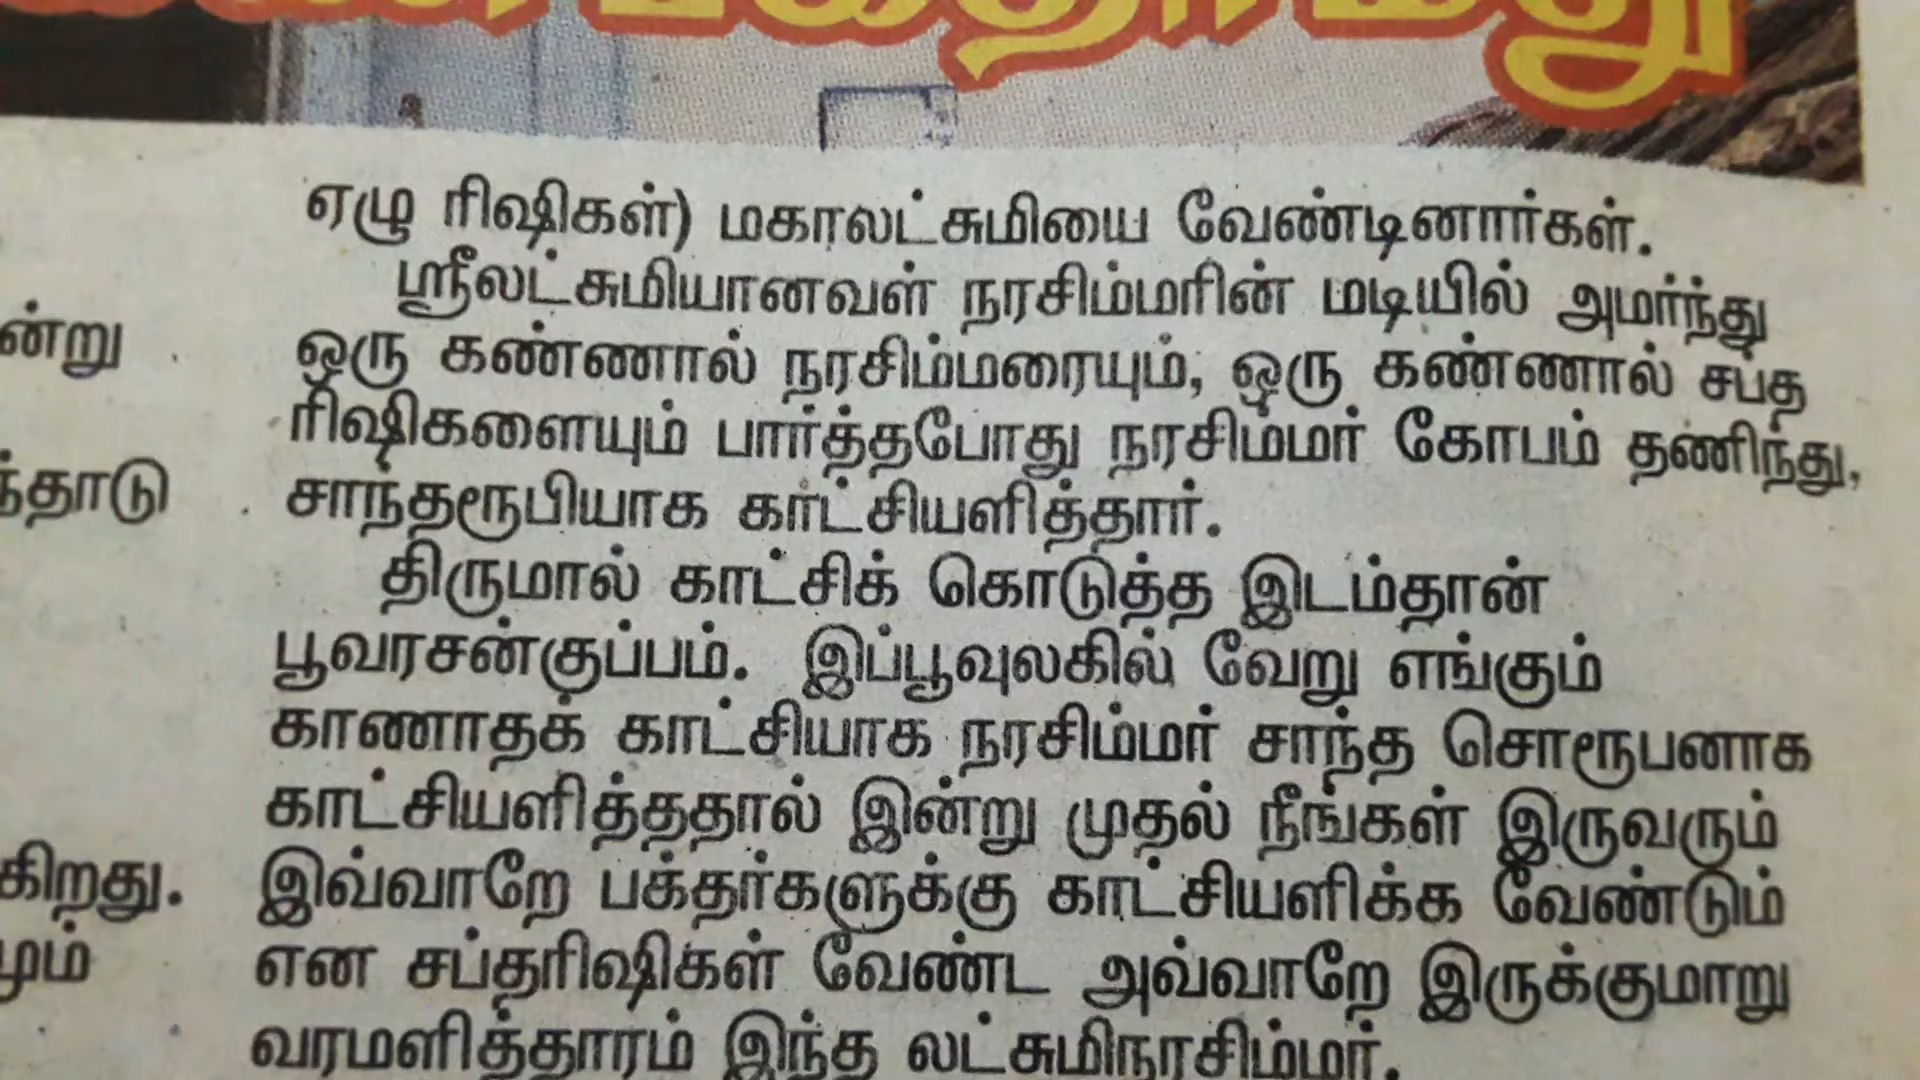 ன்று
ந்தாடு
கிறது.
ஏழு ரிஷிகள்) மகாலட்சுமியை வேண்டினார்கள்.
ஸ்ரீலட்சுமியானவள் நரசிம்மரின் மடியில் அமர்ந்து
ஒரு கண்ணால் நரசிம்மரையும், ஒரு கண்ணால் சப்த
ரிஷிகளையும் பார்த்தபோது நரசிம்மர் கோபம் தணிந்து,
சாந்தரூபியாக காட்சியளித்தார்.
திருமால் காட்சிக் கொடுத்த இடம்தான்
பூவரசன்குப்பம். இப்பூவுலகில் வேறு எங்கும்
காணாதக் காட்சியாக நரசிம்மர் சாந்த சொரூபனாக
காட்சியளித்ததால் இன்று முதல் நீங்கள் இருவரும்
இவ்வாறே பக்தர்களுக்கு காட்சியளிக்க வேண்டும்
என சப்தரிஷிகள் வேண்ட அவ்வாறே இருக்குமாறு
வரமளித்தாரம் இந்த லட்சுமிநரசிம்மர்.